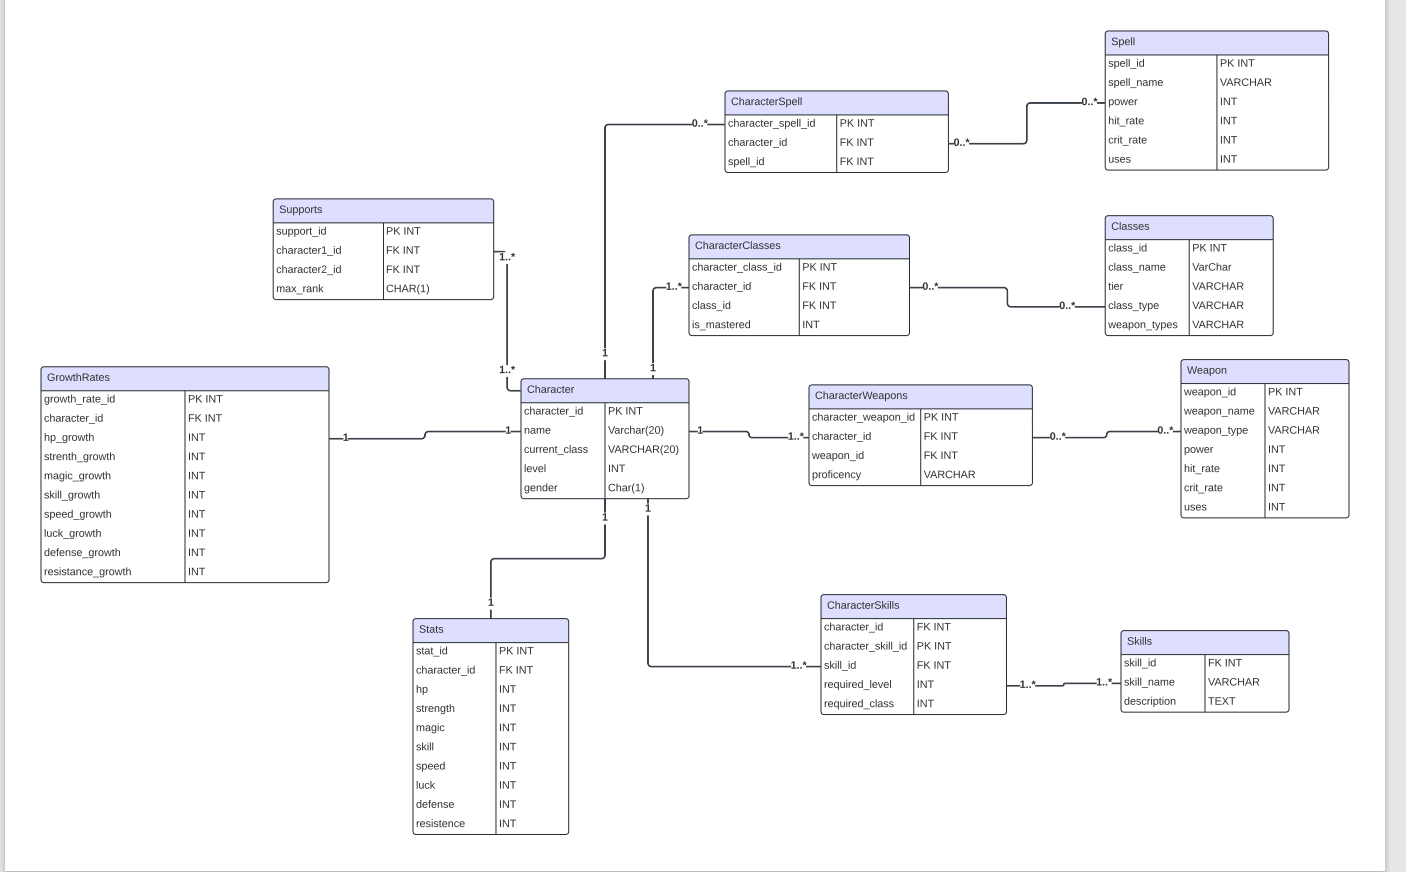 Spell
spell_id PK INT
spell_name VARCHAR
power INT
hit_rate INT
crit_rate INT
uses INT
CharacterSpell
character_spell_id PK INT
character_id FK INT
spell_id FK INT
0..*
0..*
0..*
1
Supports
support_id PK INT
character1_id FK INT
character2_id FK INT
max_rank CHAR(1)
1..*
1..*
CharacterClasses
character_class_id PK INT
character_id FK INT
class_id FK INT
is_mastered INT
1..*
1
0..*
0..*
Classes
class_id PK INT
class_name VarChar
tier VARCHAR
class_type VARCHAR
weapon_types VARCHAR
GrowthRates
growth_rate_id PK INT
character_id FK INT
hp_growth INT
strenth_growth INT
magic_growth INT
skill_growth INT
speed_growth INT
luck_growth INT
defense_growth INT
resistance_growth INT
1
1
Character
character_id PK INT
name Varchar(20)
current_class VARCHAR(20)
level INT
gender Char(1)
1
1..*
CharacterWeapons
character_weapon_id PK INT
character_id FK INT
weapon_id FK INT
proficency VARCHAR
0..*
0..*
Weapon
weapon_id PK INT
weapon_name VARCHAR
weapon_type VARCHAR
power INT
hit_rate INT
crit_rate INT
uses INT
1
1
1
Stats
stat_id PK INT
character_id FK INT
hp INT
strength INT
magic INT
skill INT
speed INT
luck INT
defense INT
resistence INT
1..*
CharacterSkills
character_id FK INT
character_skill_id PK INT
skill_id FK INT
required_level INT
required_class INT
1..*
1..*
Skills
skill_id FK INT
skill_name VARCHAR
description TEXT